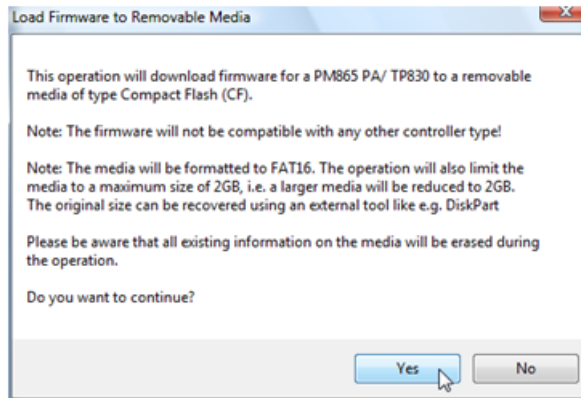 Load Firmware to Removable Media
This operation will download firmware for a PM865 PA/ TP830 to a removable
media of type Compact Flash (CF).
Note: The firmware will not be compatible with any other controller type!
Note: The media will be formatted to FAT16. The operation will also limit the
media to a maximum size of 2GB, i.e. a larger media will be reduced to 2GB.
The original size can be recovered using an external tool like e.g. DiskPart
Please be aware that all existing information on the media will be erased during
the operation.
Do you want to continue?
Yes No